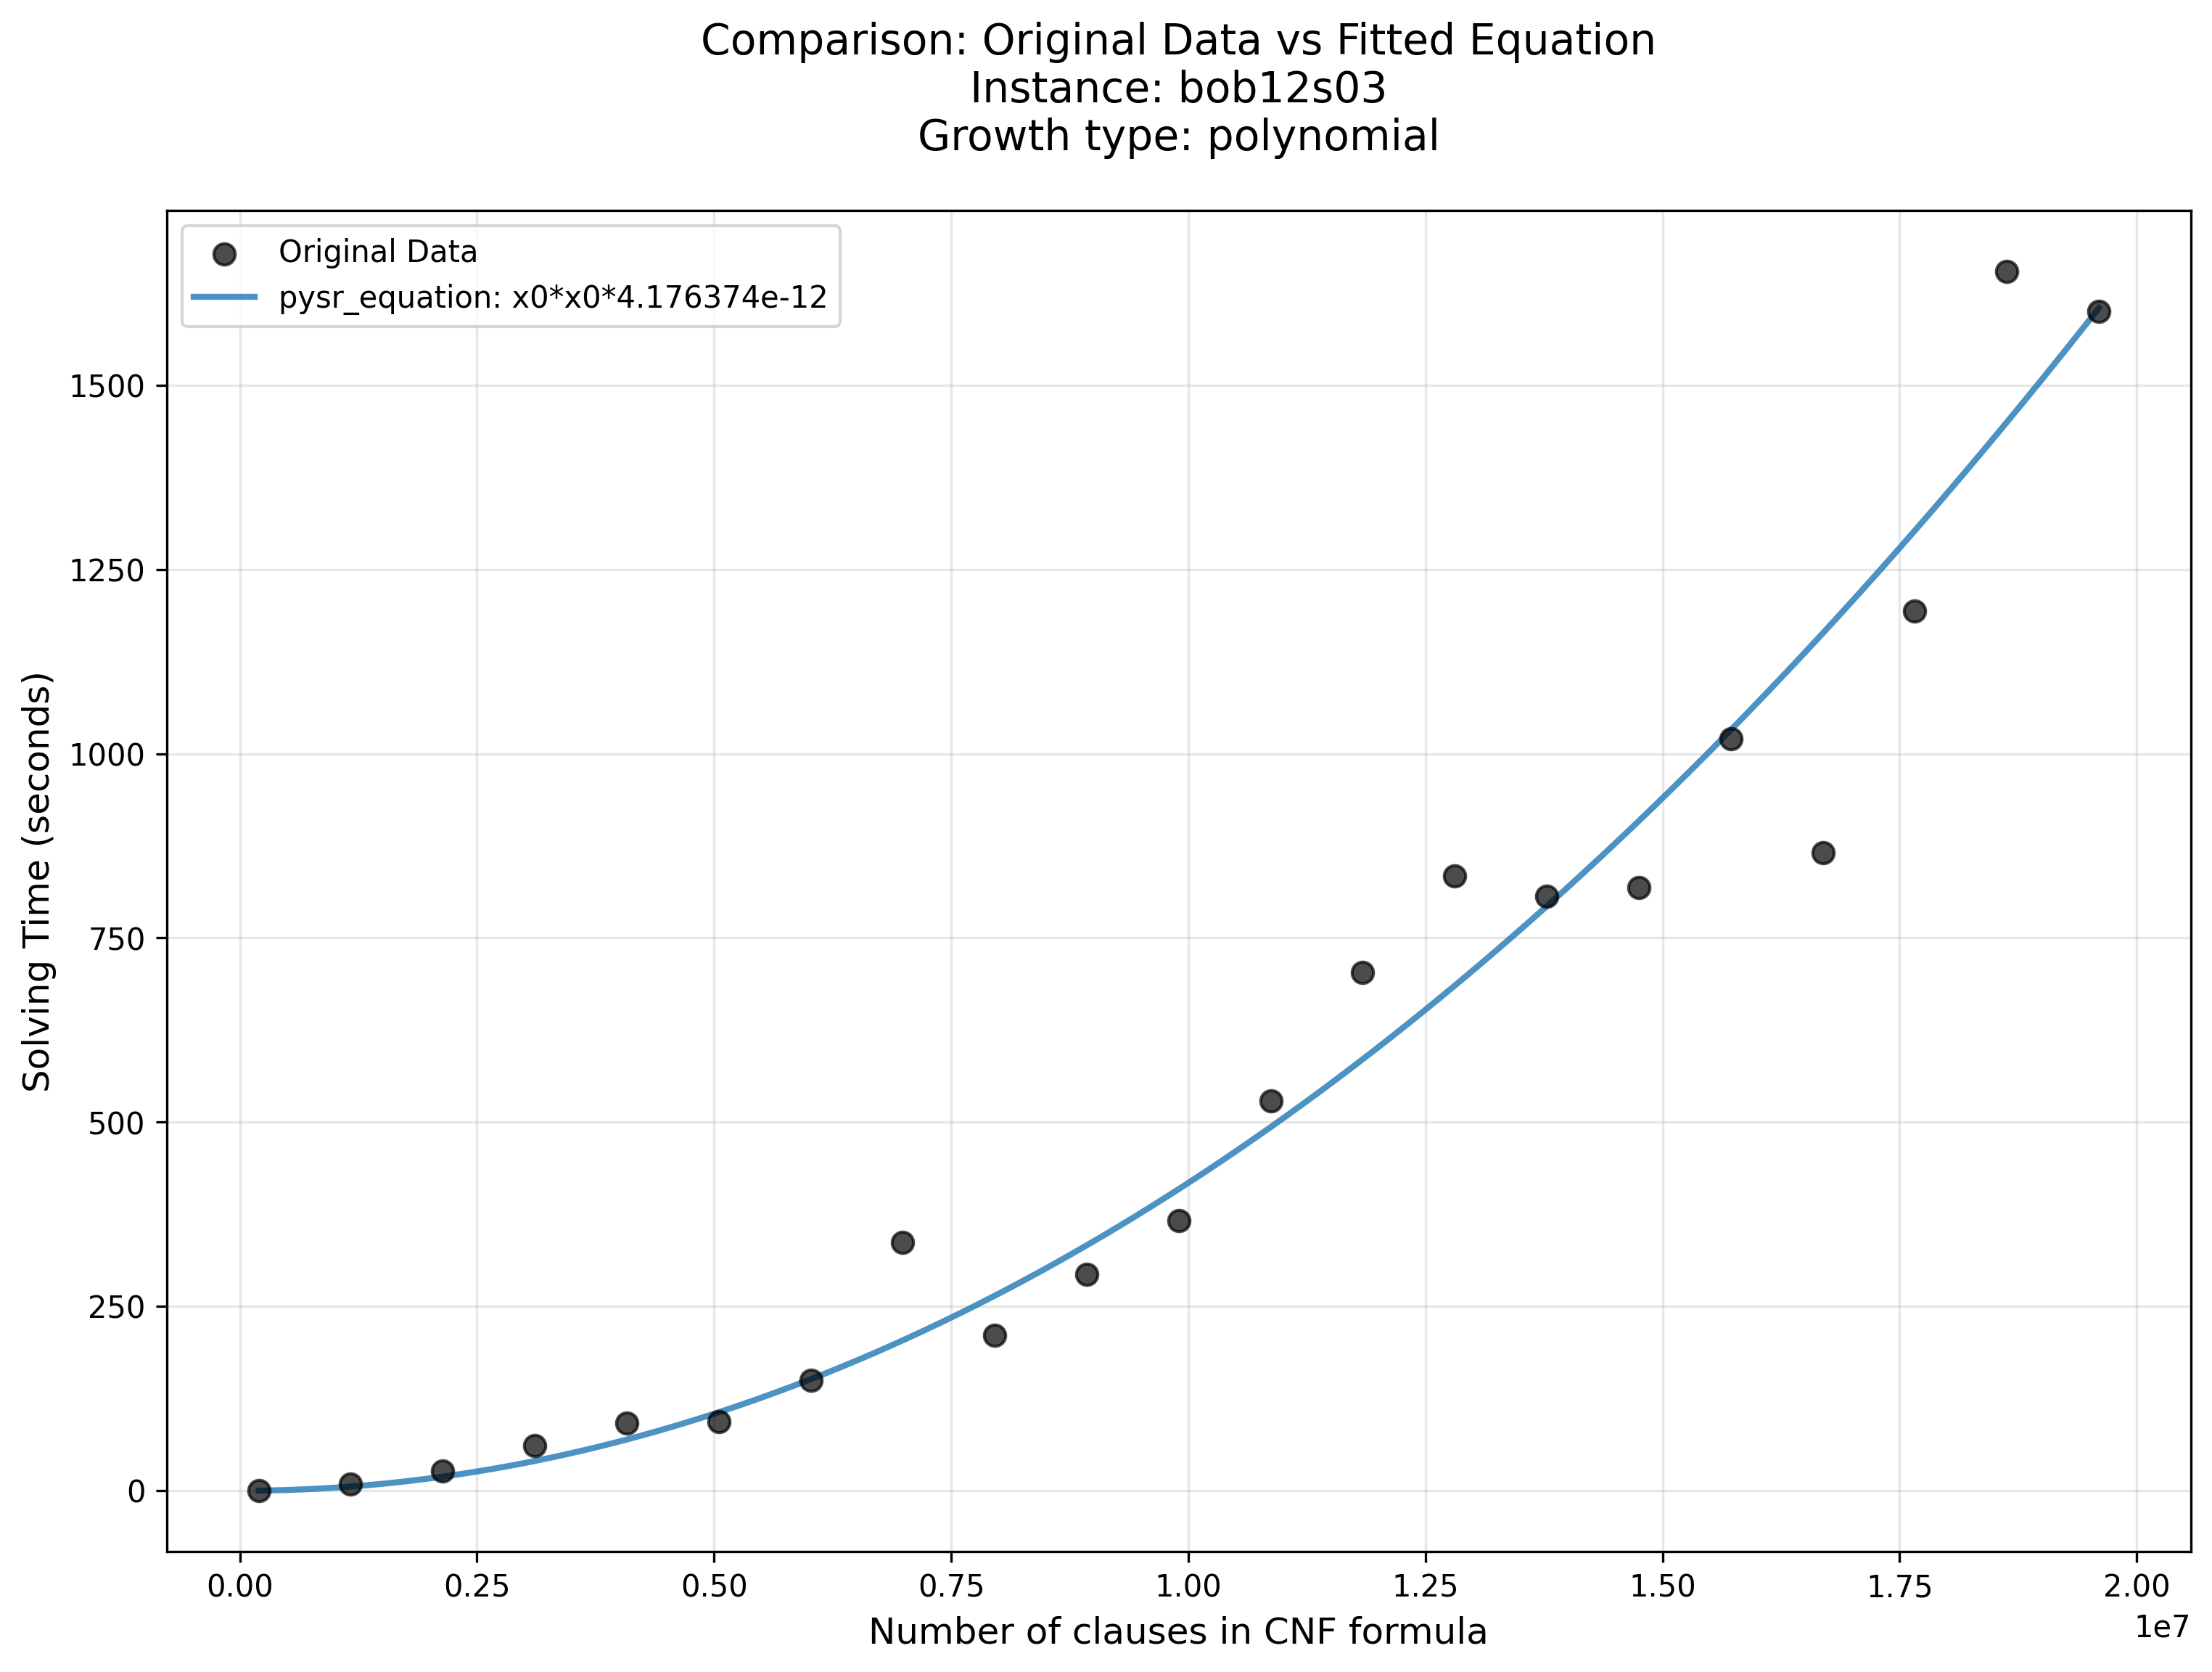 Comparison: Original Data vs Fitted Equation
Instance: bob12s03
Growth type: polynomial
Original Data
pysr_equation: x0*x0*4.176374e-12
Solving Time (seconds)
1500
1250
1000
750
500
250
0
0.00 0.25 0.50 0.75 1.00 1.25 1.50 1.75 2.00
1e7
Number of clauses in CNF formula